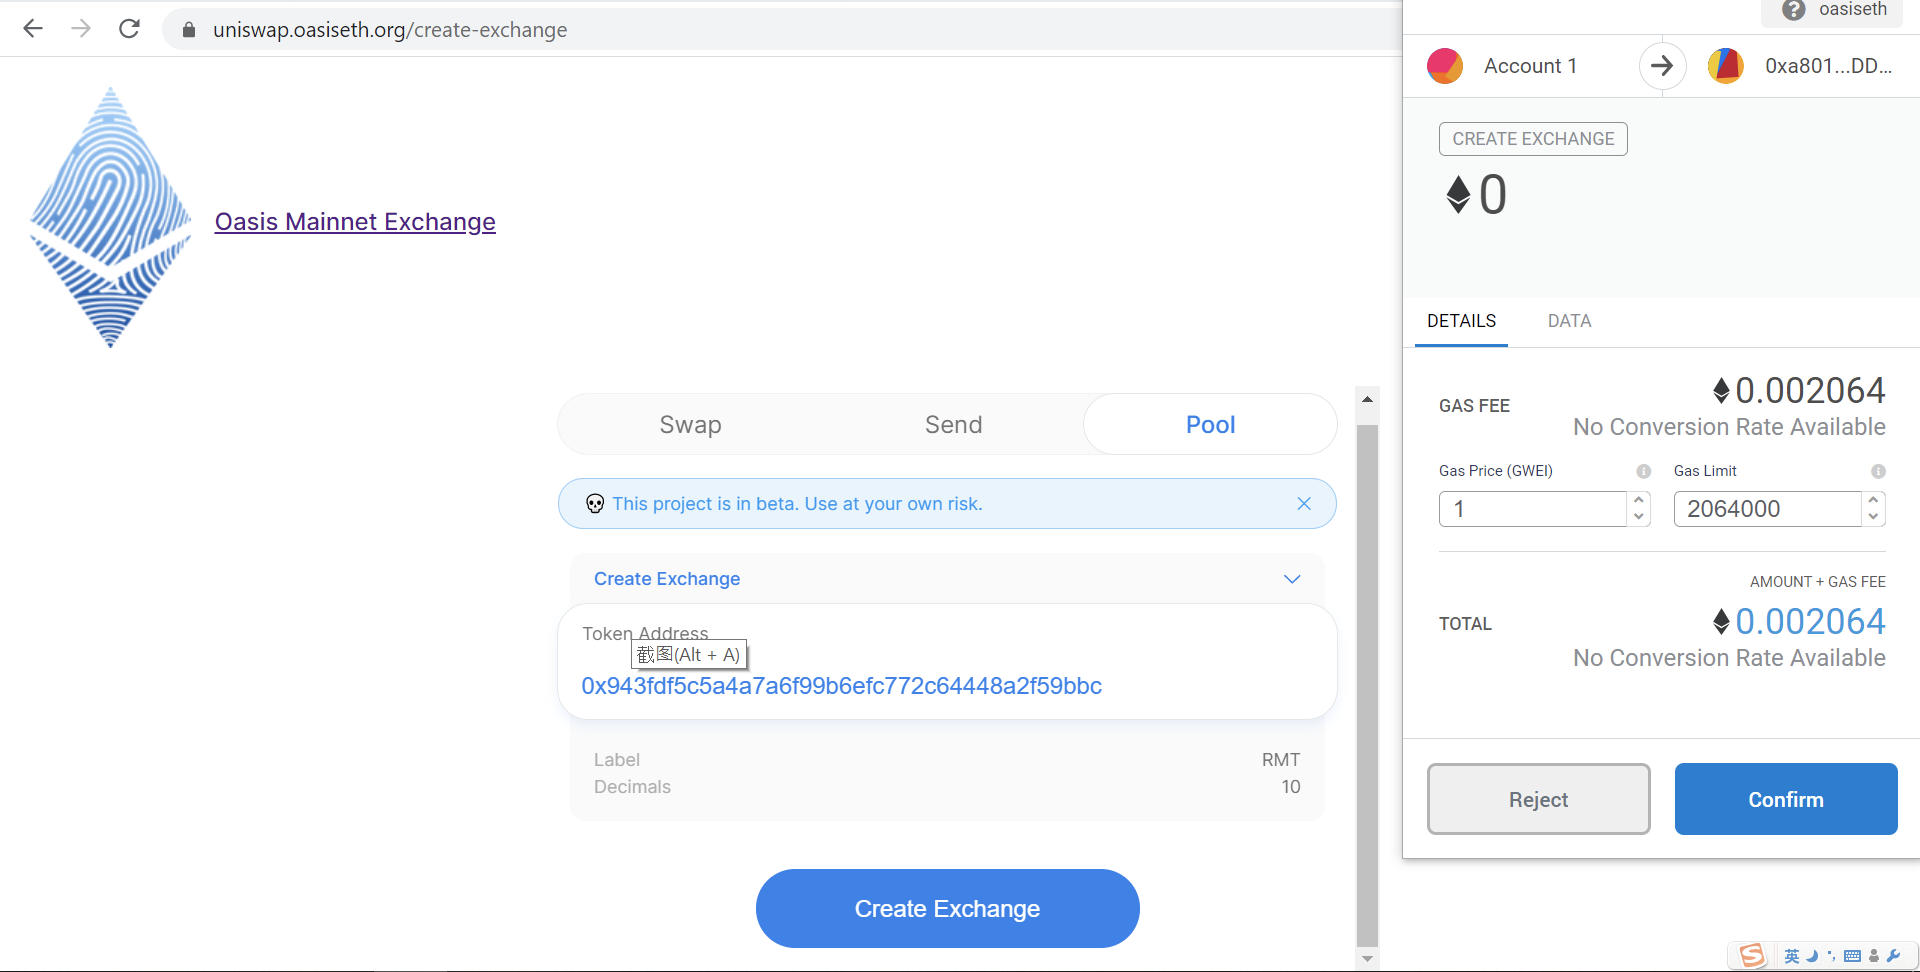 uniswap.oasiseth.org/create-exchange
Oasis Mainnet Exchange
Swap
Send
Pool
This project is in beta. Use at your own risk.
Create Exchange
Token Address
截图(Alt + A)
0x943fdf5c5a4a7a6f99b6efc772c64448a2f59bbc
Label RMT
Decimals 10
Create Exchange
oasiseth
Account 1
0xa801...DD...
CREATE EXCHANGE
0
DETAILS
DATA
GAS FEE
0.002064
No Conversion Rate Available
Gas Price (GWEI)
Gas Limit
1
2064000
AMOUNT + GAS FEE
TOTAL
0.002064
No Conversion Rate Available
Reject
Confirm
英